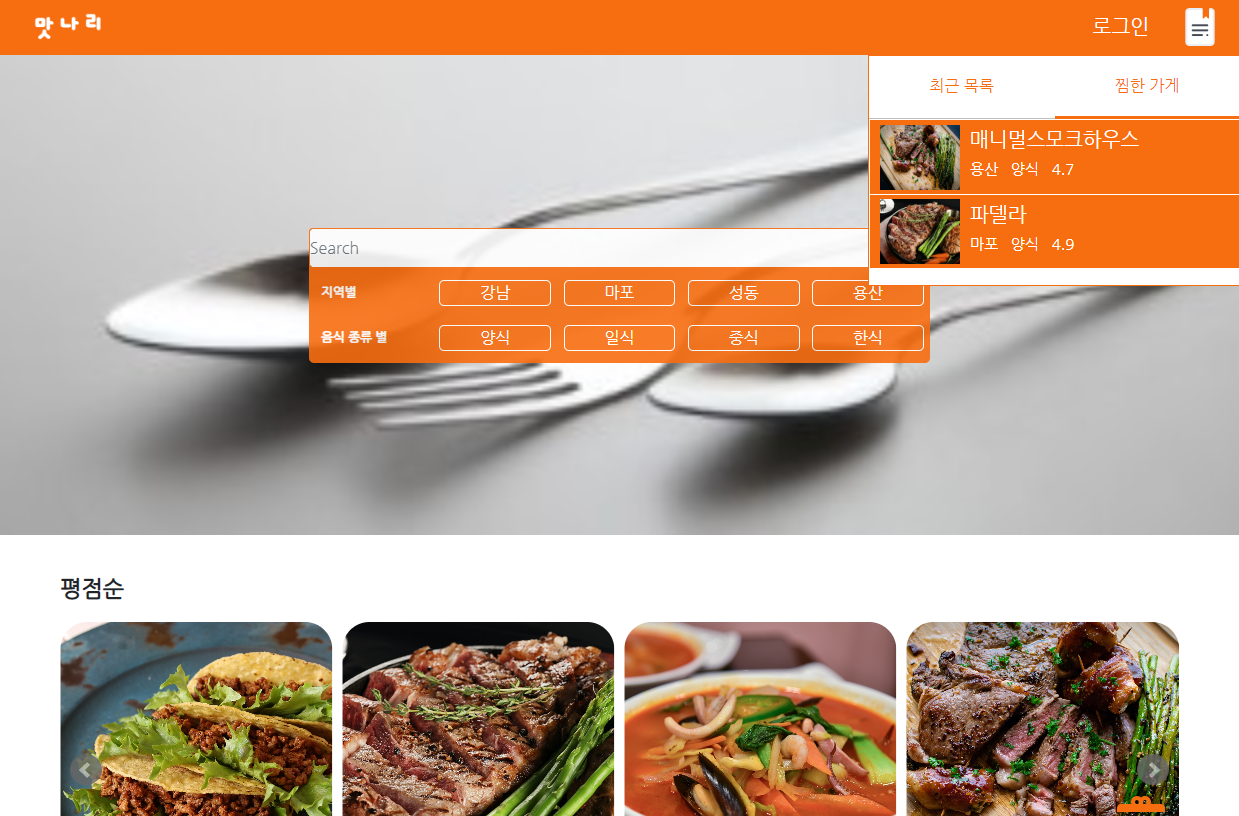 맛나리
로그인
최근 목록 찜한 가게
매니멀스모크하우스
용산 양식 4.7
파델라
마포 양식 4.9
Search
지역별 강남 마포 성동 용산
음식 종류 별 양식 일식 중식 한식
평점순